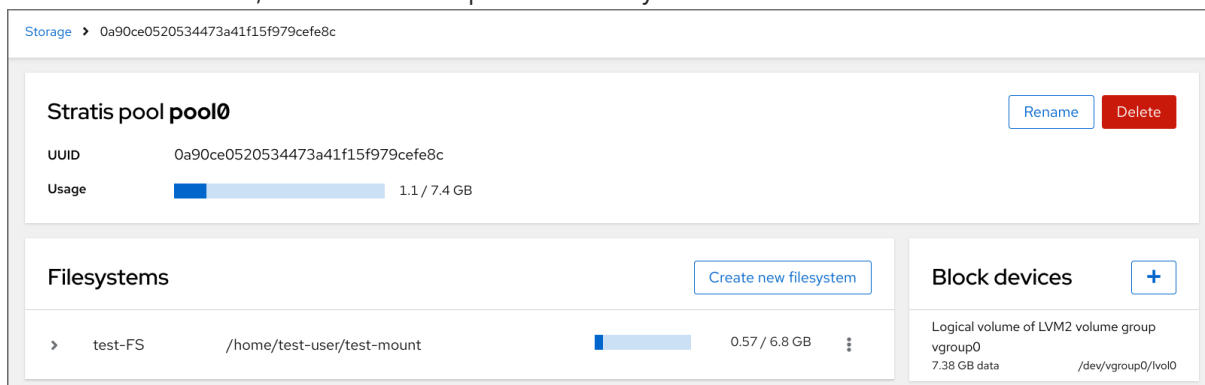 Storage > 0a90ce0520534473a41f15f979cefe8c
Stratis pool pool0
Rename
Delete
UUID 0a90ce0520534473a41f15f979cefe8c
Usage 1.1 / 7.4 GB
Filesystems
Create new filesystem
test-FS /home/test-user/test-mount 0.57 / 6.8 GB
Block devices
+
Logical volume of LVM2 volume group
vgroup0
7.38 GB data /dev/vgroup0/lvol0